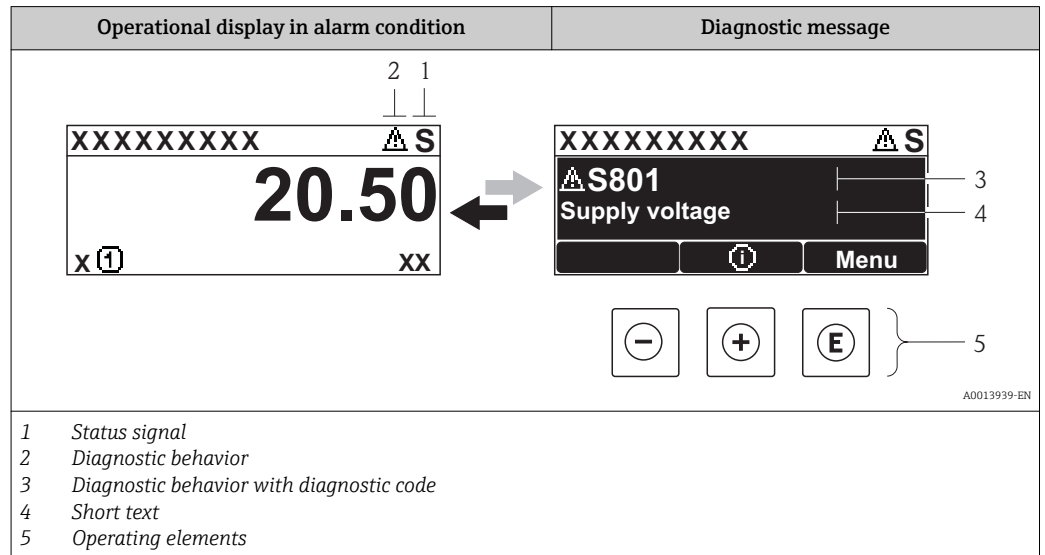 Operational display in alarm condition
Diagnostic message
2 1
XXXXXXXXX ⚠ S
20.50
X 1 XX
XXXXXXXXX ⚠ S
⚠S801 3
Supply voltage 4
i Menu
− + E 5
A0013939-EN
1 Status signal
2 Diagnostic behavior
3 Diagnostic behavior with diagnostic code
4 Short text
5 Operating elements